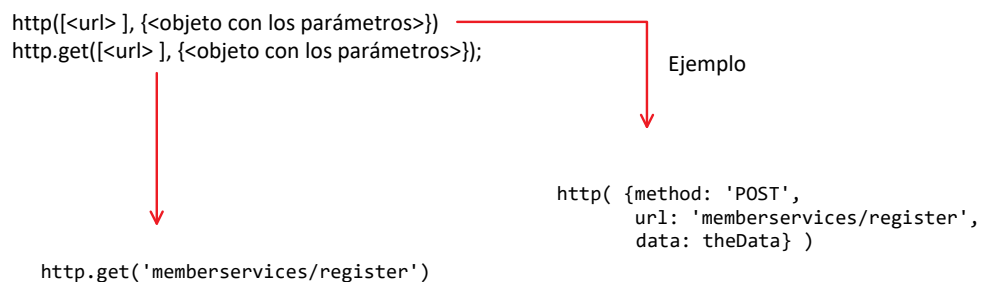 http([<url> ], {<objeto con los parámetros>})
http.get([<url> ], {<objeto con los parámetros>});
Ejemplo
http( {method: 'POST',
url: 'memberservices/register',
data: theData} )
http.get('memberservices/register')